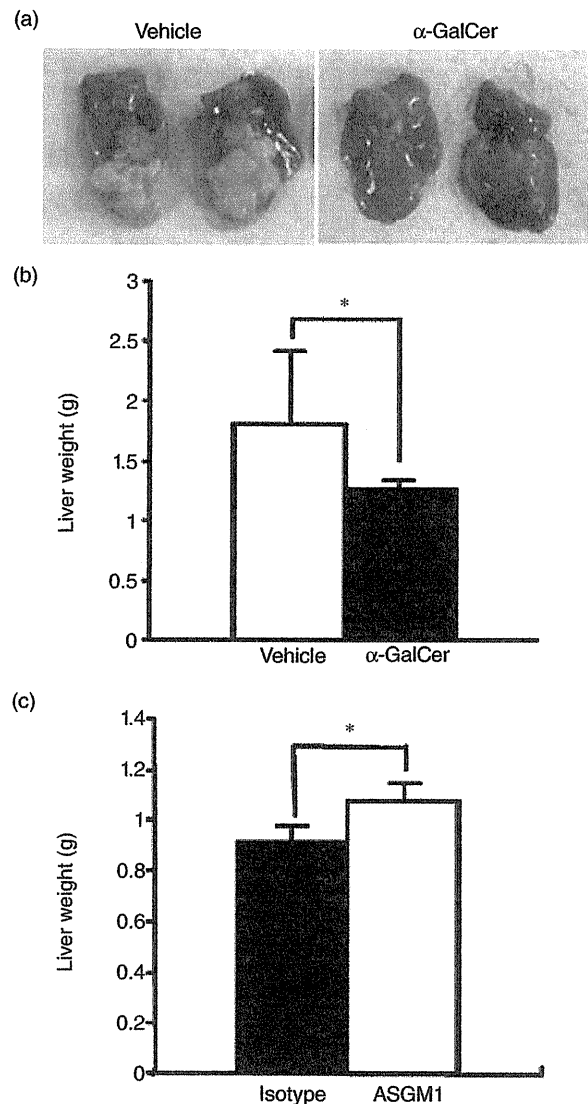 (a)
Vehicle
α-GalCer
(b)
3
2.5
2
1.5
1
0.5
0
Liver weight (g)
*
Vehicle
α-GalCer
(c)
1.4
1.2
1
0.8
0.6
0.4
0.2
0
Liver weight (g)
*
Isotype
ASGM1